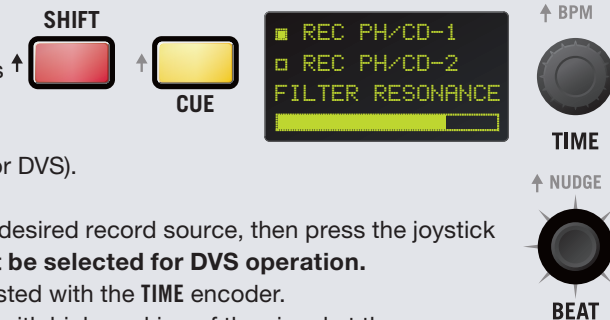 SHIFT
CUE
REC PH/CD-1
REC PH/CD-2
FILTER RESONANCE
BPM
TIME
NUDGE
BEAT
or DVS).
desired record source, then press the joystick
be selected for DVS operation.
sted with the TIME encoder.